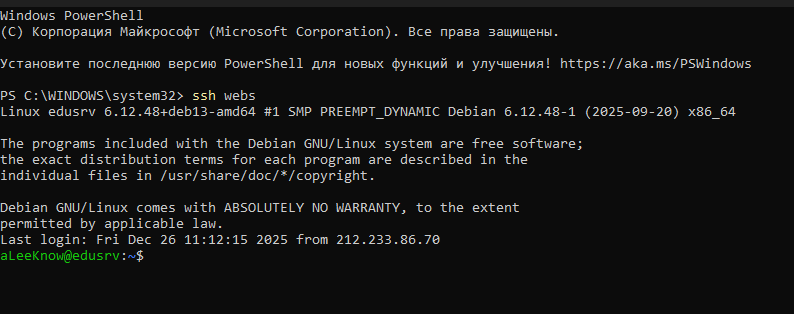 Windows PowerShell
(C) Корпорация Майкрософт (Microsoft Corporation). Все права защищены.
Установите последнюю версию PowerShell для новых функций и улучшения! https://aka.ms/PSWindows
PS C:\WINDOWS\system32> ssh webs
Linux edusrv 6.12.48+deb13-amd64 #1 SMP PREEMPT_DYNAMIC Debian 6.12.48-1 (2025-09-20) x86_64
The programs included with the Debian GNU/Linux system are free software;
the exact distribution terms for each program are described in the
individual files in /usr/share/doc/*/copyright.
Debian GNU/Linux comes with ABSOLUTELY NO WARRANTY, to the extent
permitted by applicable law.
Last login: Fri Dec 26 11:12:15 2025 from 212.233.86.70
aLeeKnow@edusrv:~$